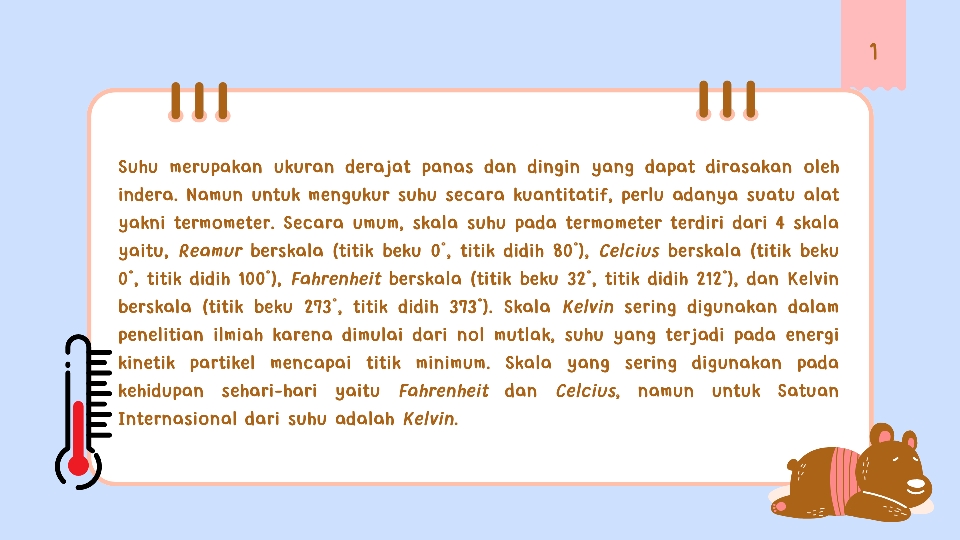 1
Suhu merupakan ukuran derajat panas dan dingin yang dapat dirasakan oleh
indera. Namun untuk mengukur suhu secara kuantitatif, perlu adanya suatu alat
yakni termometer. Secara umum, skala suhu pada termometer terdiri dari 4 skala
yaitu, Reamur berskala (titik beku 0°, titik didih 80°), Celcius berskala (titik beku
0°, titik didih 100°), Fahrenheit berskala (titik beku 32°, titik didih 212°), dan Kelvin
berskala (titik beku 273°, titik didih 373°). Skala Kelvin sering digunakan dalam
penelitian ilmiah karena dimulai dari nol mutlak, suhu yang terjadi pada energi
kinetik partikel mencapai titik minimum. Skala yang sering digunakan pada
kehidupan sehari-hari yaitu Fahrenheit dan Celcius, namun untuk Satuan
Internasional dari suhu adalah Kelvin.